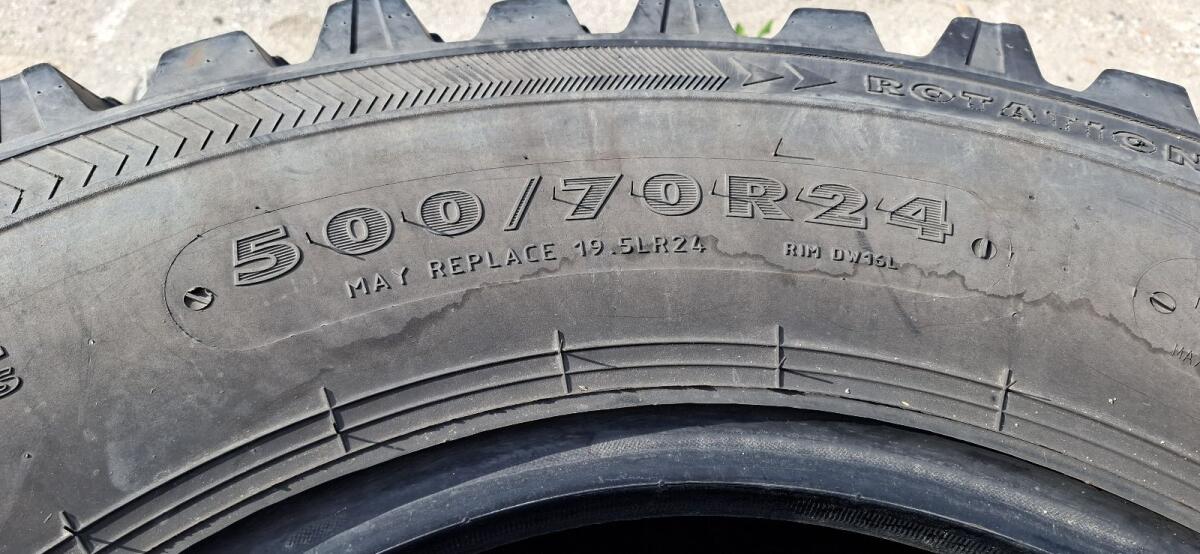 ROTATION
500/70R24
MAY REPLACE 19.5LR24
RIM DW16L